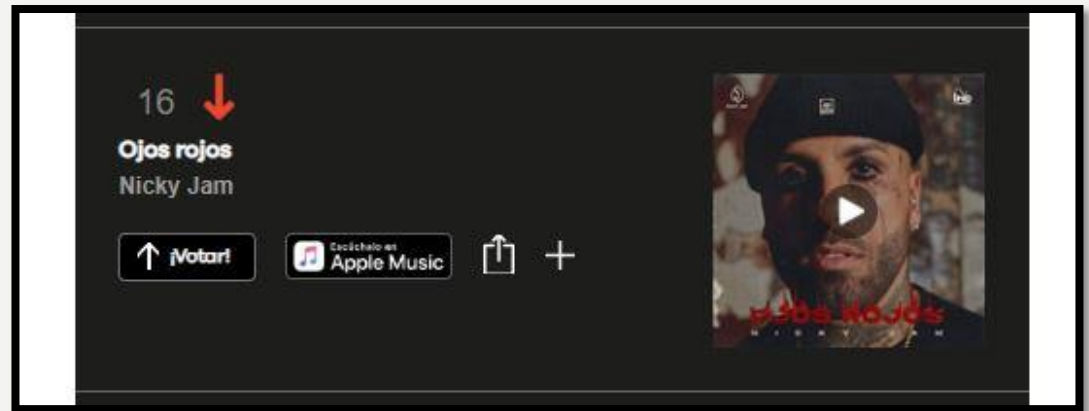 16
Ojos rojos
Nicky Jam
¡Votar!
Escúchalo en
Apple Music
OJOS ROJOS
NICKY JAM